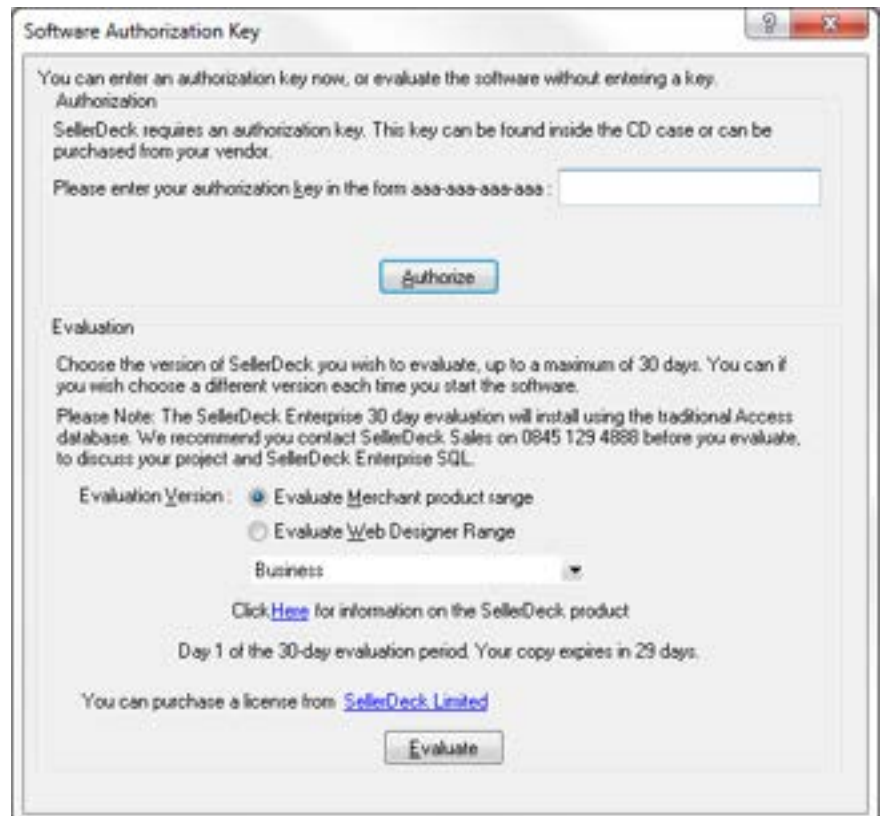 Software Authorization Key
You can enter an authorization key now, or evaluate the software without entering a key.
Authorization
SellerDeck requires an authorization key. This key can be found inside the CD case or can be
purchased from your vendor.
Please enter your authorization key in the form aaa-aaa-aaa-aaa :
Authorize
Evaluation
Choose the version of SellerDeck you wish to evaluate, up to a maximum of 30 days. You can if
you wish choose a different version each time you start the software.
Please Note: The SellerDeck Enterprise 30 day evaluation will install using the traditional Access
database. We recommend you contact SellerDeck Sales on 0845 129 4888 before you evaluate,
to discuss your project and SellerDeck Enterprise SQL.
Evaluation Version : Evaluate Merchant product range
Evaluate Web Designer Range
Business
Click Here for information on the SellerDeck product
Day 1 of the 30-day evaluation period. Your copy expires in 29 days.
You can purchase a license from SellerDeck Limited
Evaluate